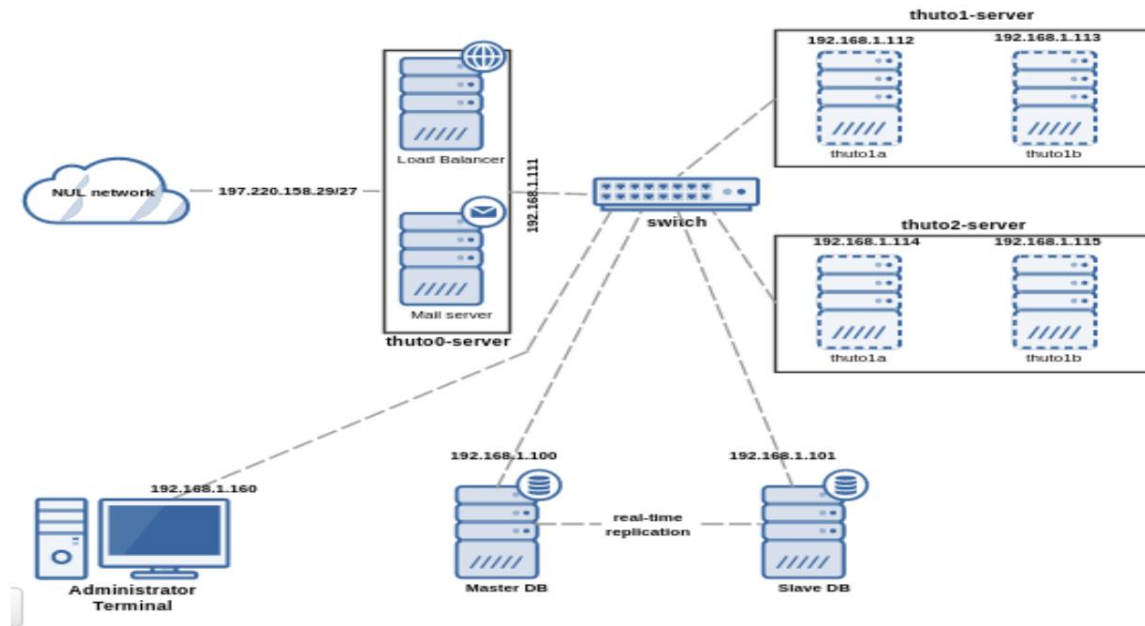 thuto1-server
192.168.1.112
192.168.1.113
thuto1a
thuto1b
Load Balancer
NUL network
197.220.158.29/27
192.168.1.111
switch
Mail server
thuto0-server
thuto2-server
192.168.1.114
192.168.1.115
thuto1a
thuto1b
192.168.1.160
Administrator
Terminal
192.168.1.100
Master DB
real-time
replication
192.168.1.101
Slave DB